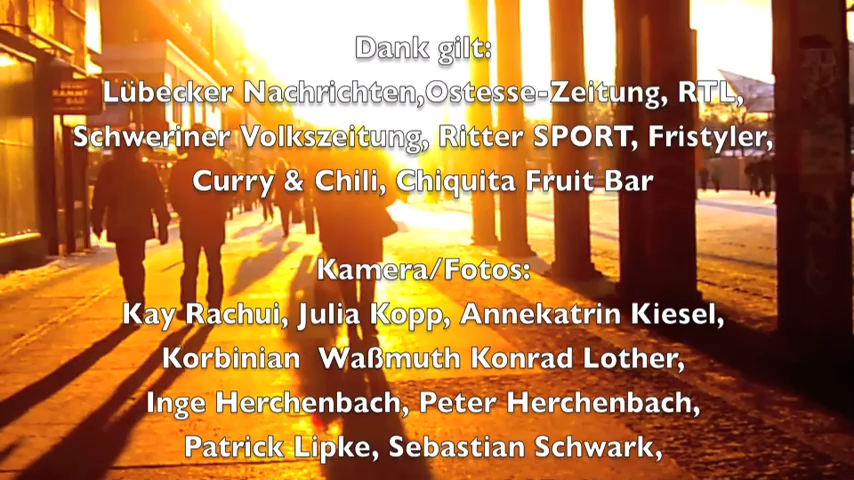 Dank gilt:
Lübecker Nachrichten,Ostesse-Zeitung, RTL,
Schweriner Volkszeitung, Ritter SPORT, Fristyler,
Curry & Chili, Chiquita Fruit Bar
Kamera/Fotos:
Kay Rachui, Julia Kopp, Annekatrin Kiesel,
Korbinian  Waßmuth Konrad Lother,
Inge Herchenbach, Peter Herchenbach,
Patrick Lipke, Sebastian Schwark,